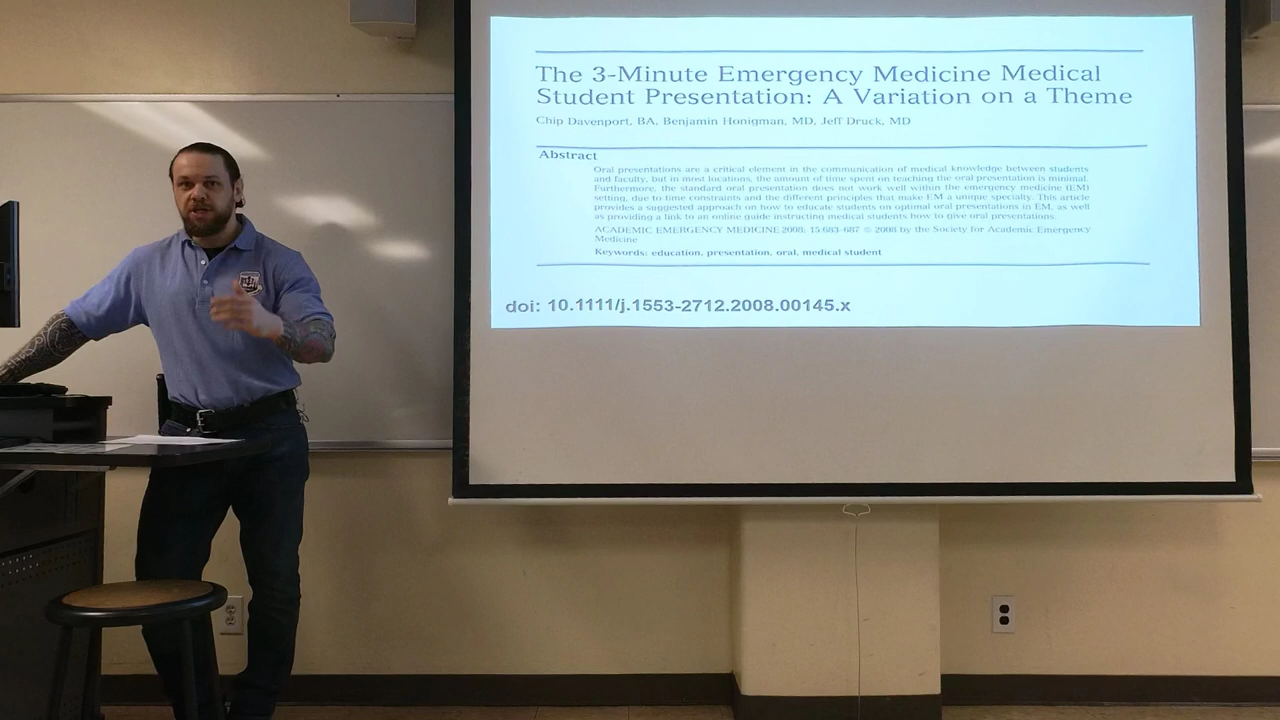 The 3-Minute Emergency Medicine Medical
Student Presentation: A Variation on a Theme
Chip Davenport, BA, Benjamin Honigman, MD, Jeff Druck, MD
Abstract
Oral presentations are a critical element in the communication of medical knowledge between students
and faculty, but in most locations, the amount of time spent on teaching the oral presentation is minimal.
Furthermore, the standard oral presentation does not work well within the emergency medicine (EM)
setting, due to time constraints and the different principles that make EM a unique specialty. This article
provides a suggested approach on how to educate students on optimal oral presentations in EM, as well
as providing a link to an online guide instructing medical students how to give oral presentations.
ACADEMIC EMERGENCY MEDICINE 2008; 15:683–687 © 2008 by the Society for Academic Emergency
Medicine
Keywords: education, presentation, oral, medical student
doi: 10.1111/j.1553-2712.2008.00145.x